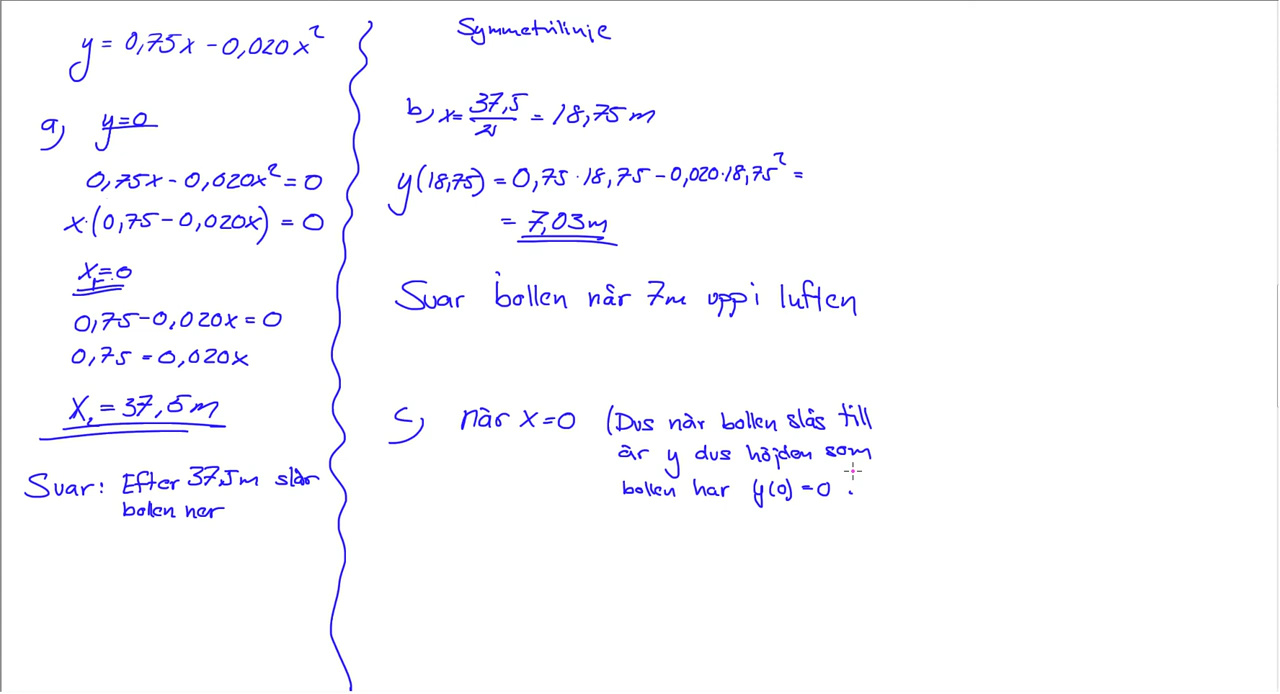 y = 0,75x - 0,020x²
a) y=0
0,75x - 0,020x² = 0
x·(0,75 - 0,020x) = 0
x₁ = 0
0,75 - 0,020x = 0
0,75 = 0,020x
X₂ = 37,5m
Svar: Efter 37,5m slår
bollen ner
Symmetrilinje
b) x = 37,5/2 = 18,75m
y(18,75) = 0,75 · 18,75 - 0,020·18,75² =
= 7,03m
Svar bollen når 7m upp i luften
c) när x=0 (Dvs när bollen slås till
är y dvs höjden som
bollen har y(0) = 0.